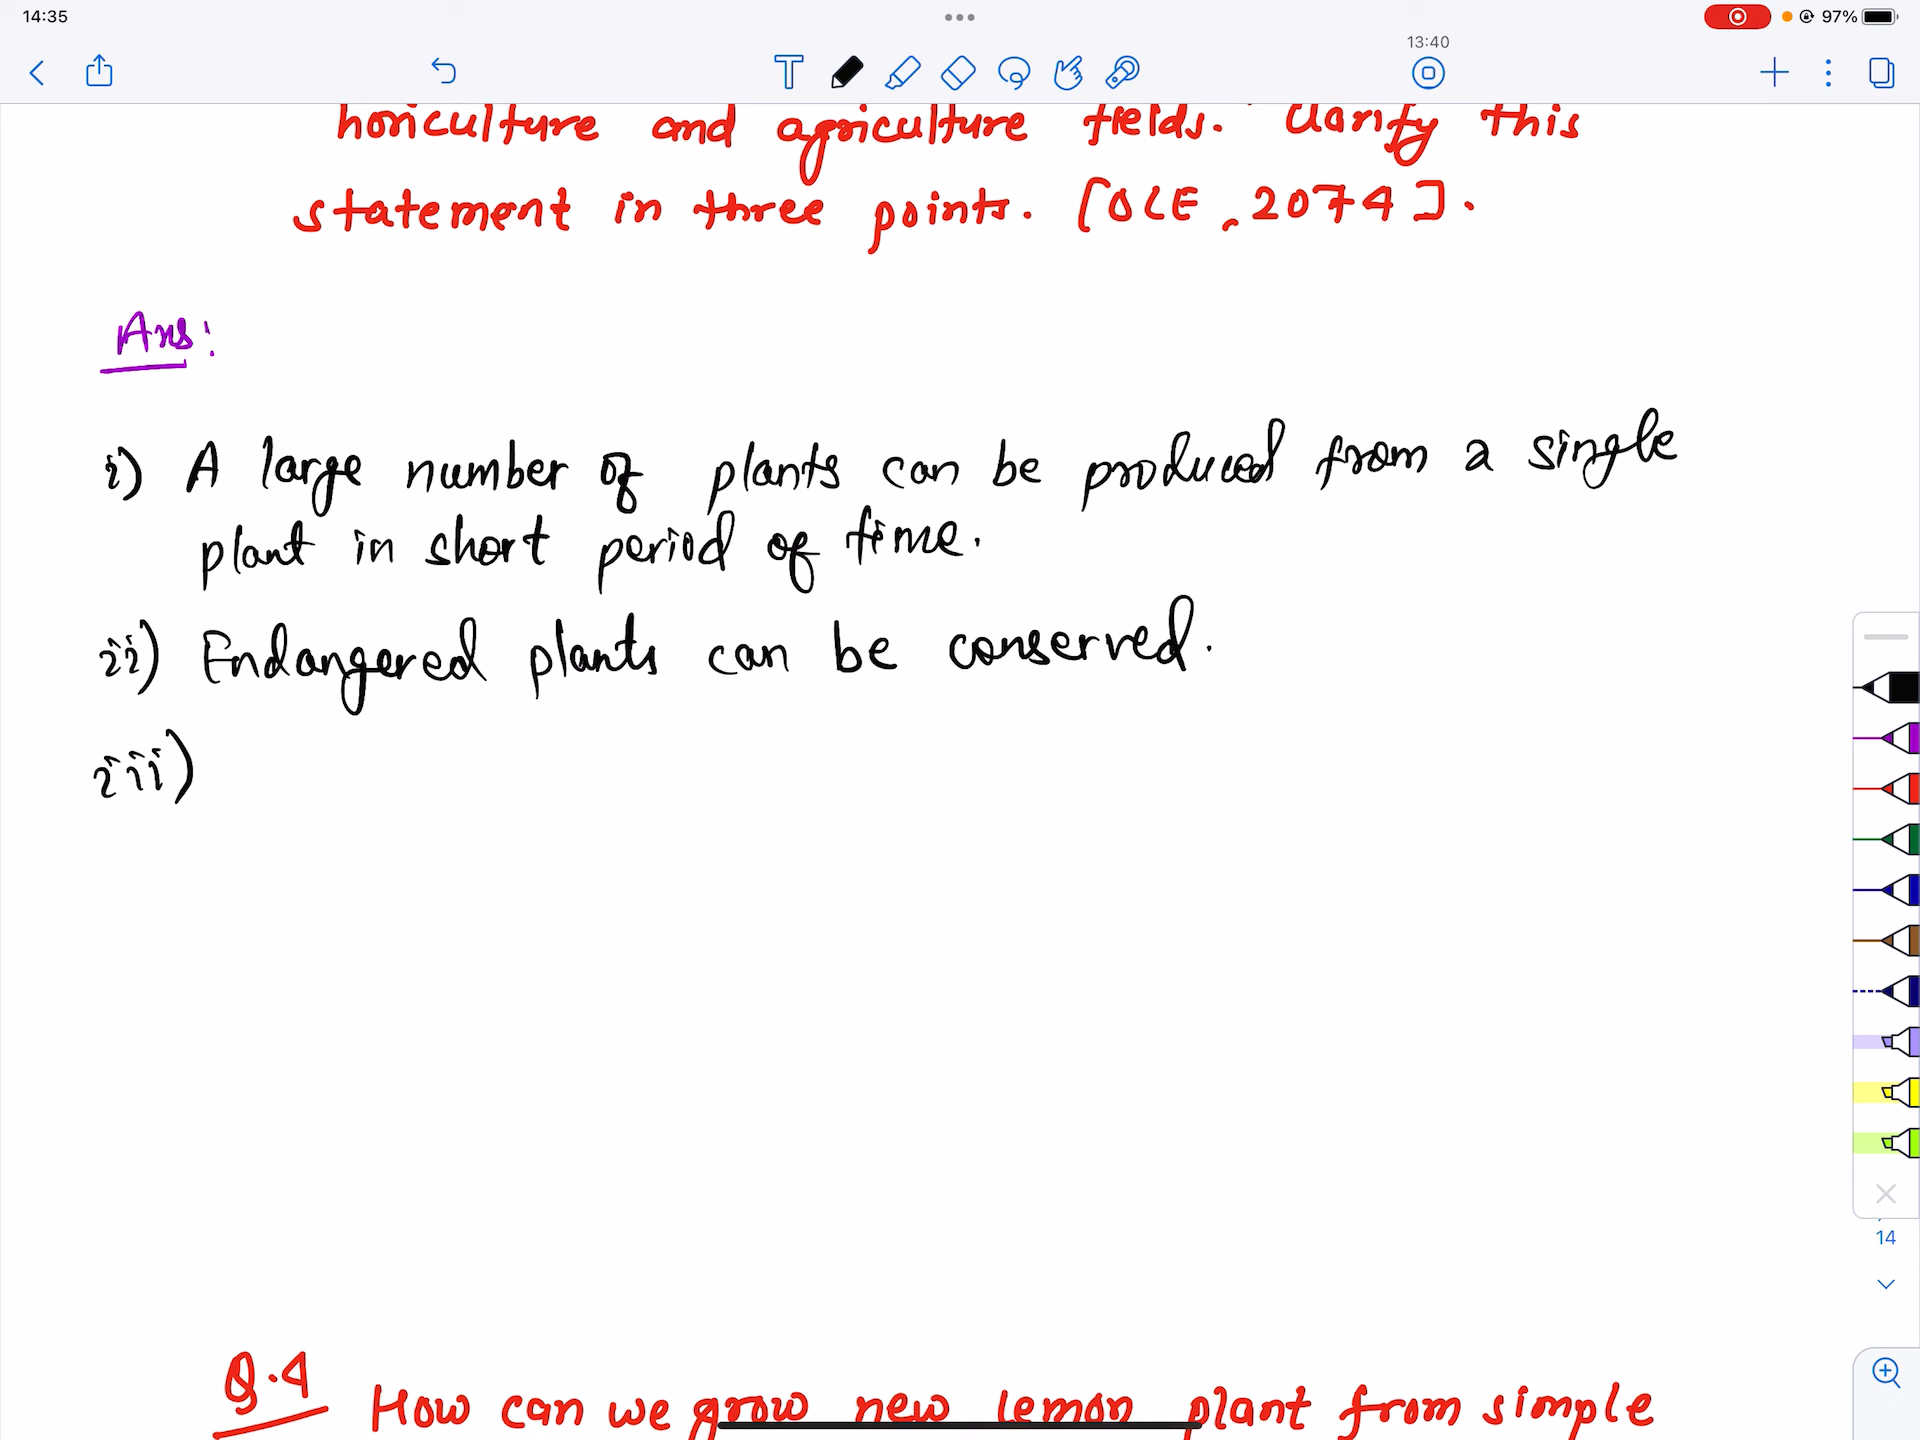 14:35
97%
13:40
horiculture and agriculture fields." Clarify this
statement in three points. [OLE, 2074].
Ans:
i) A large number of plants can be produced from a single
plant in short period of time.
ii) Endangered plants can be conserved.
iii)
14
Q.4 How can we grow new lemon plant from simple